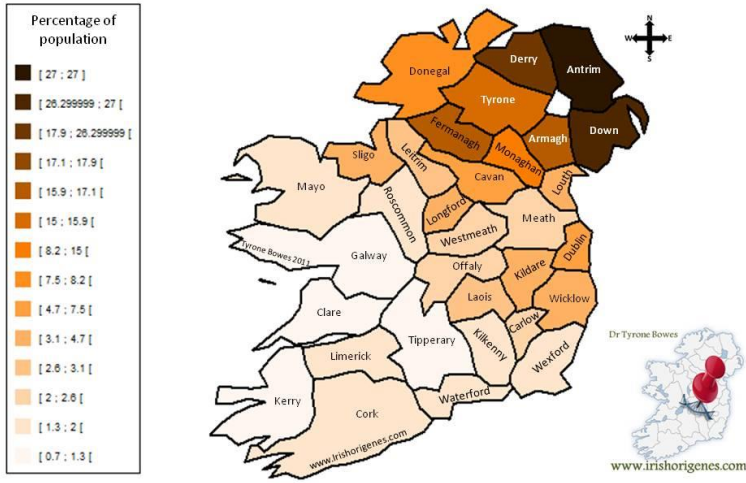 Percentage of
population
[ 27 ; 27 ]
[ 26.299999 ; 27 [
[ 17.9 ; 26.299999 [
[ 17.1 ; 17.9 [
[ 15.9 ; 17.1 [
[ 15 ; 15.9 [
[ 8.2 ; 15 [
[ 7.5 ; 8.2 [
[ 4.7 ; 7.5 [
[ 3.1 ; 4.7 [
[ 2.6 ; 3.1 [
[ 2 ; 2.6 [
[ 1.3 ; 2 [
[ 0.7 ; 1.3 [
N
W E
S
Donegal
Derry
Antrim
Tyrone
Fermanagh
Armagh
Down
Monaghan
Sligo
Leitrim
Cavan
Louth
Mayo
Roscommon
Longford
Meath
Westmeath
Tyrone Bowes 2011
Galway
Dublin
Offaly
Kildare
Laois
Wicklow
Clare
Tipperary
Carlow
Kilkenny
Wexford
Limerick
Waterford
Kerry
Cork
www.Irishorigenes.com
Dr Tyrone Bowes
www.irishorigenes.com